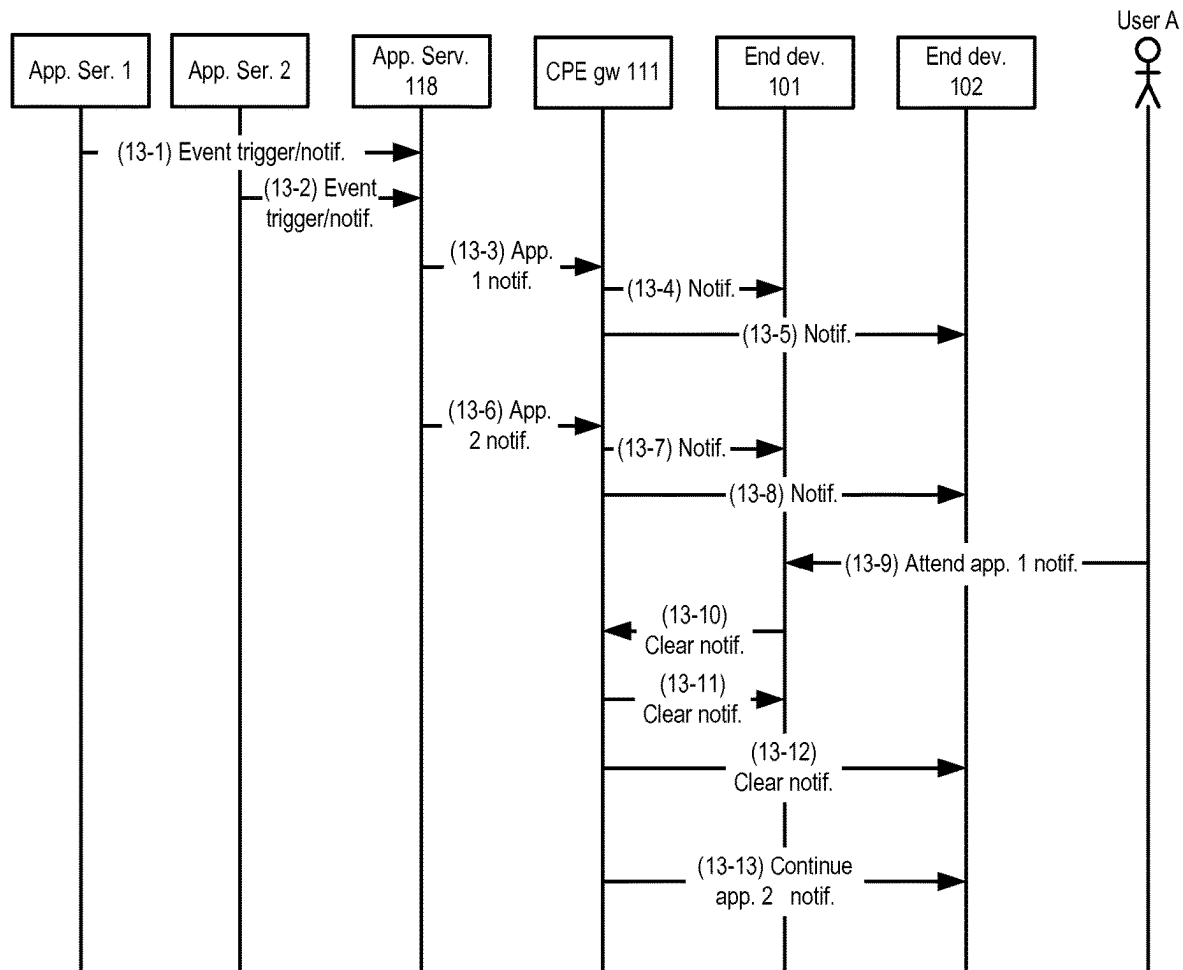 User A
App. Ser. 1
App. Ser. 2
App. Serv.
118
CPE gw 111
End dev.
101
End dev.
102
(13-1) Event trigger/notif.
(13-2) Event
trigger/notif.
(13-3) App.
1 notif.
(13-4) Notif.
(13-5) Notif.
(13-6) App.
2 notif.
(13-7) Notif.
(13-8) Notif.
(13-9) Attend app. 1 notif.
(13-10)
Clear notif.
(13-11)
Clear notif.
(13-12)
Clear notif.
(13-13) Continue
app. 2 notif.